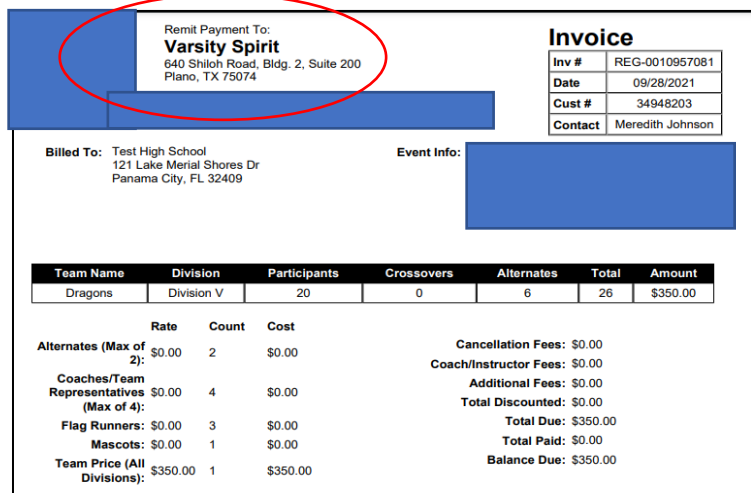 Remit Payment To:
Varsity Spirit
640 Shiloh Road, Bldg. 2, Suite 200
Plano, TX 75074
Invoice
Inv # REG-0010957081
Date 09/28/2021
Cust # 34948203
Contact Meredith Johnson
Billed To: Test High School
121 Lake Merial Shores Dr
Panama City, FL 32409
Event Info:
Team Name Division Participants Crossovers Alternates Total Amount
Dragons Division V 20 0 6 26 $350.00
Rate Count Cost
Alternates (Max of
2): $0.00 2 $0.00
Coaches/Team
Representatives $0.00 4 $0.00
(Max of 4):
Flag Runners: $0.00 3 $0.00
Mascots: $0.00 1 $0.00
Team Price (All
Divisions): $350.00 1 $350.00
Cancellation Fees: $0.00
Coach/Instructor Fees: $0.00
Additional Fees: $0.00
Total Discounted: $0.00
Total Due: $350.00
Total Paid: $0.00
Balance Due: $350.00